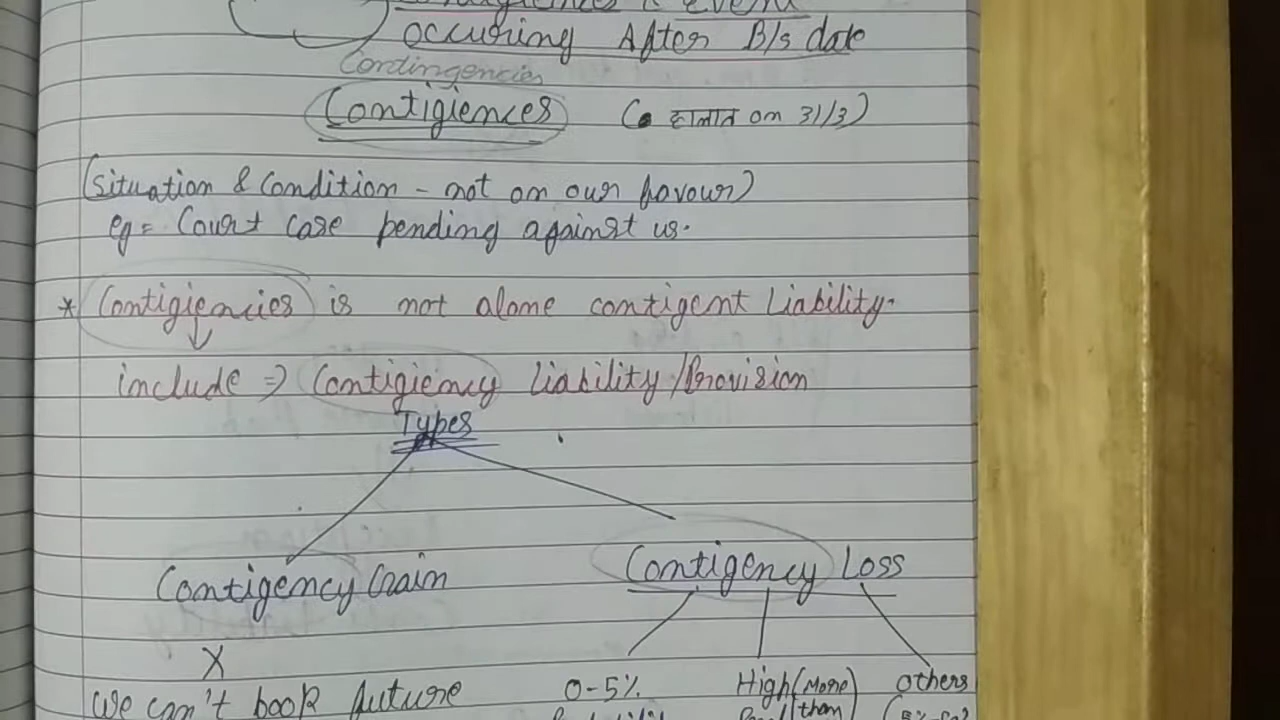 occuring After B/s date
Contingencies
Contigiences (हालात on 31/3)
(Situation & Condition - not on our favour)
eg = Court case pending against us.
* Contigiencies is not alone contigent Liability.
include => Contigiency Liability/Provision
Types
Contigency Gain Contigency Loss
X
We can't book future 0-5% High (More others
than